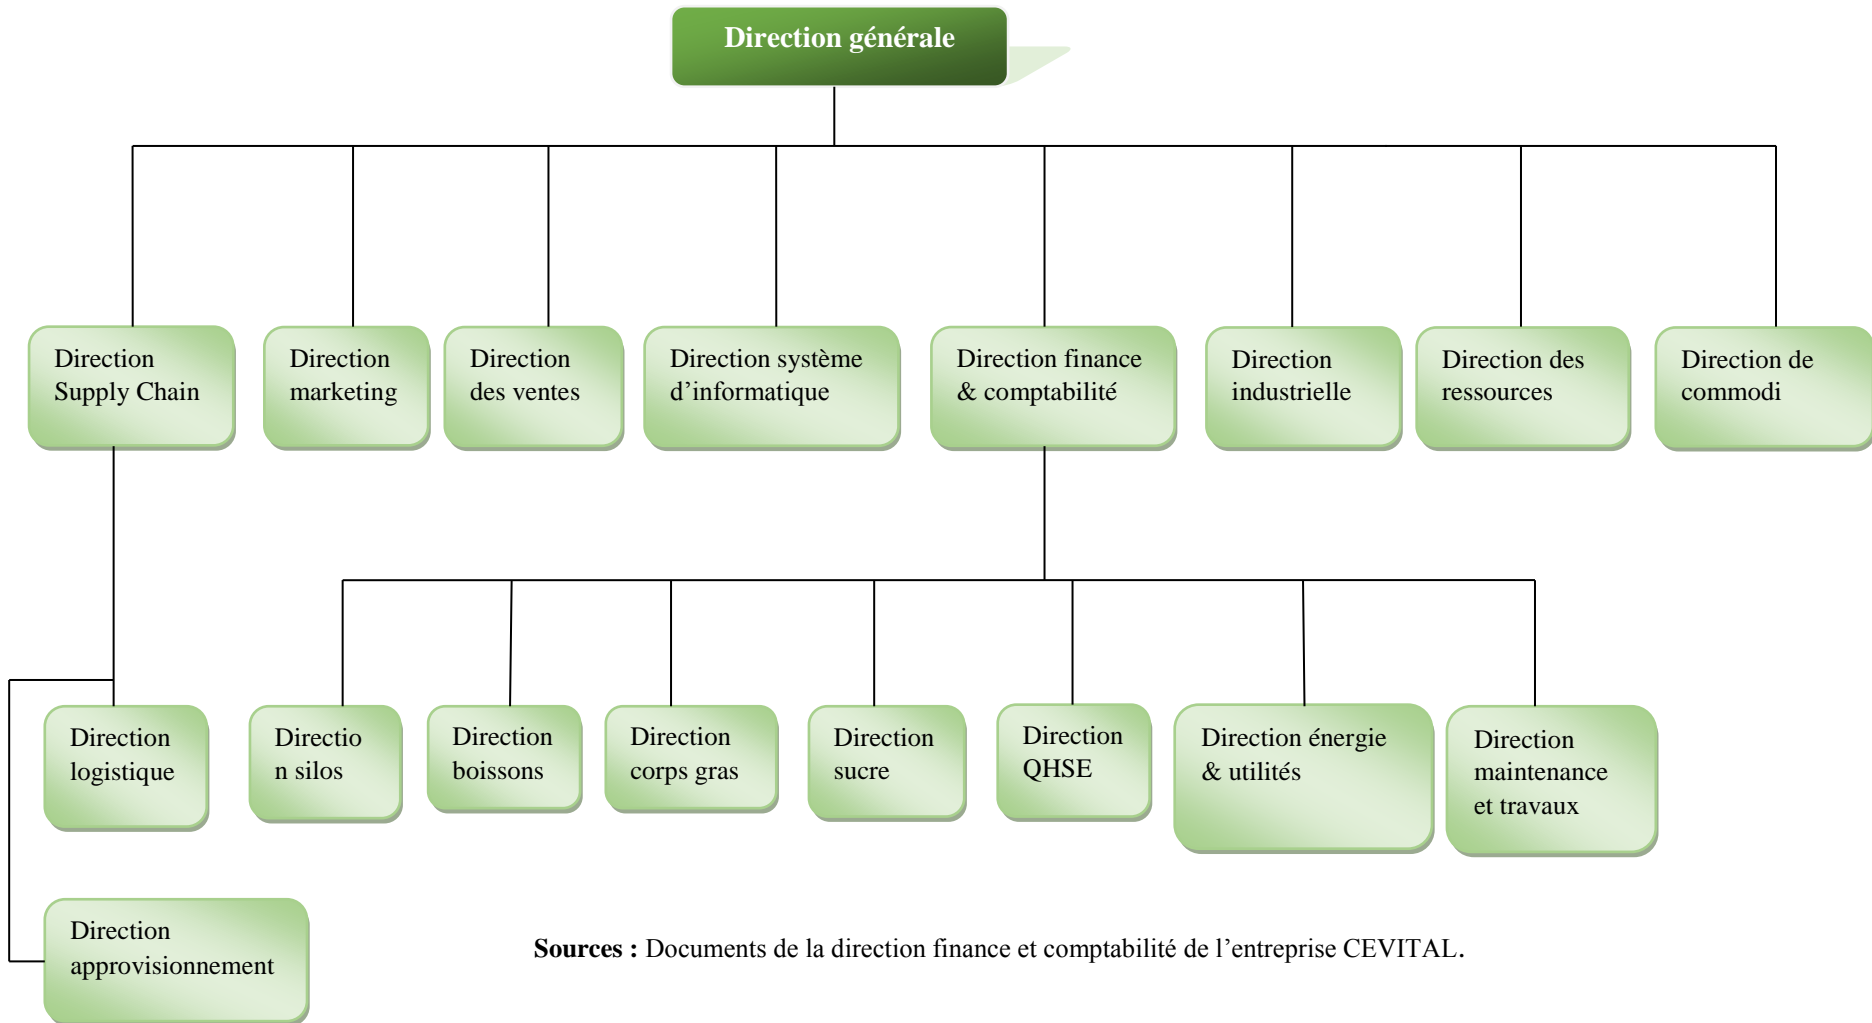 Direction générale
Direction
Supply Chain
Direction
marketing
Direction
des ventes
Direction système
d’informatique
Direction finance
& comptabilité
Direction
industrielle
Direction des
ressources
Direction de
commodi
Direction
logistique
Directio
n silos
Direction
boissons
Direction
corps gras
Direction
sucre
Direction
QHSE
Direction énergie
& utilités
Direction
maintenance
et travaux
Direction
approvisionnement
Sources : Documents de la direction finance et comptabilité de l’entreprise CEVITAL.